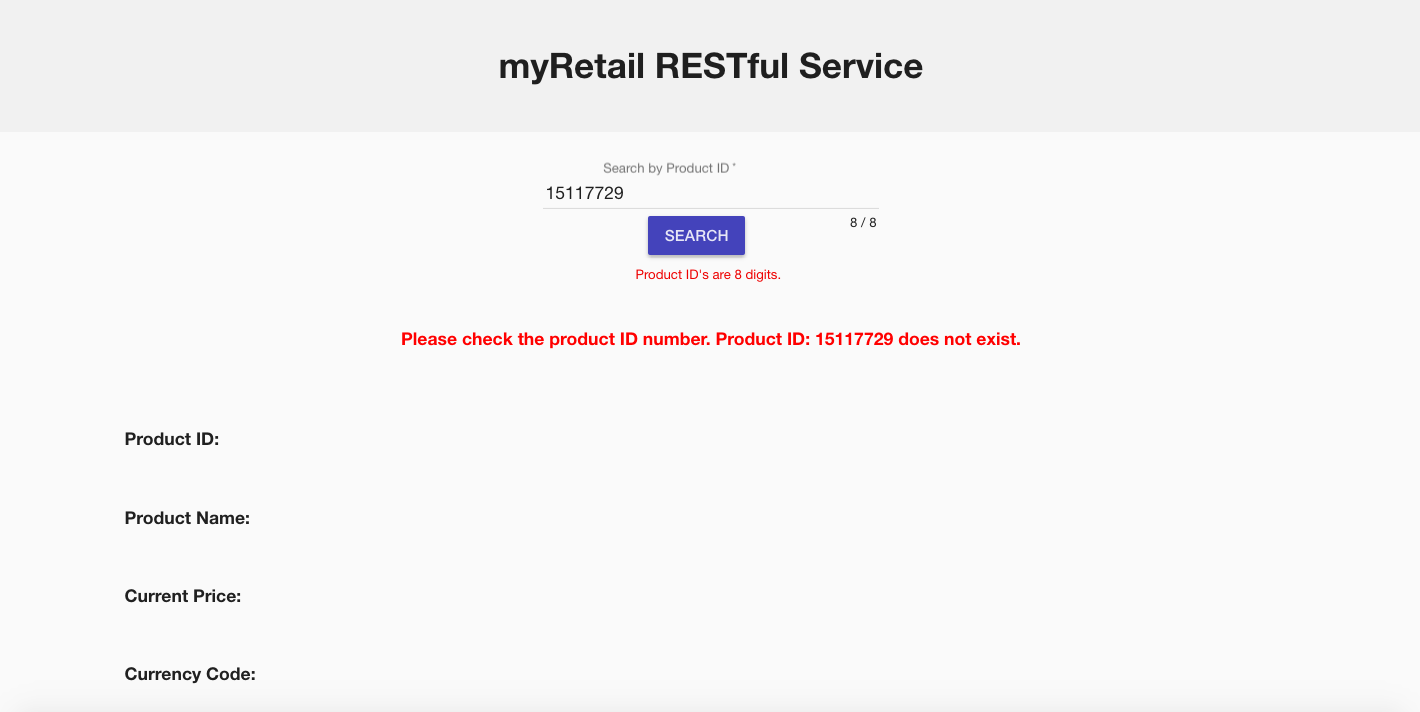 myRetail RESTful Service
Search by Product ID *
15117729
8 / 8
SEARCH
Product ID's are 8 digits.
Please check the product ID number. Product ID: 15117729 does not exist.
Product ID:
Product Name:
Current Price:
Currency Code: